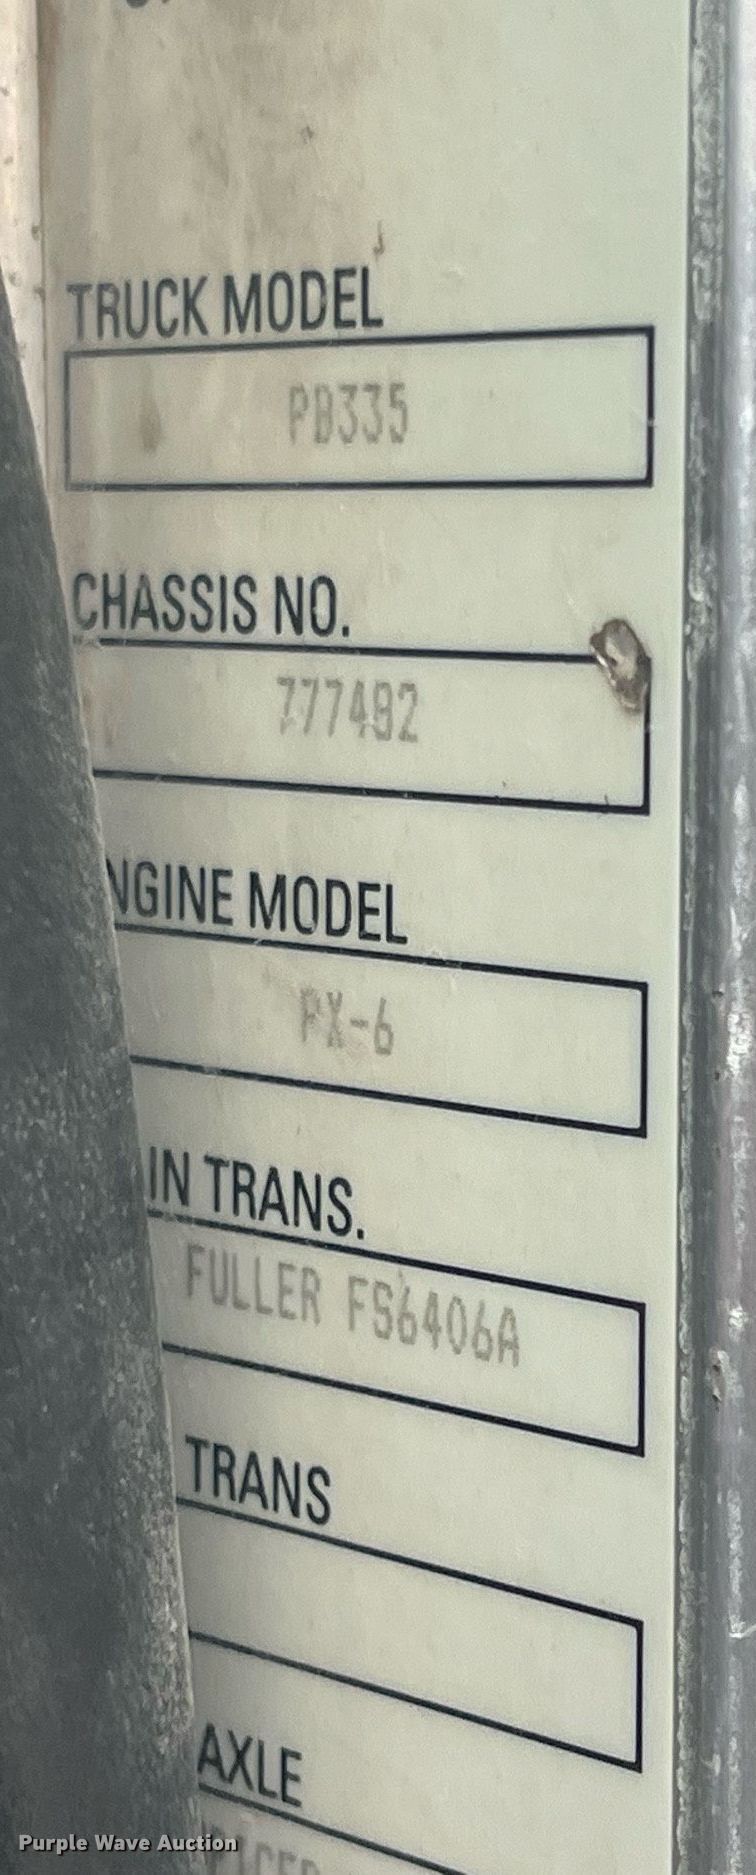 TRUCK MODEL
PB335
CHASSIS NO.
777492
NGINE MODEL
PX-6
IN TRANS.
FULLER FS6406A
TRANS
AXLE
Purple Wave Auction